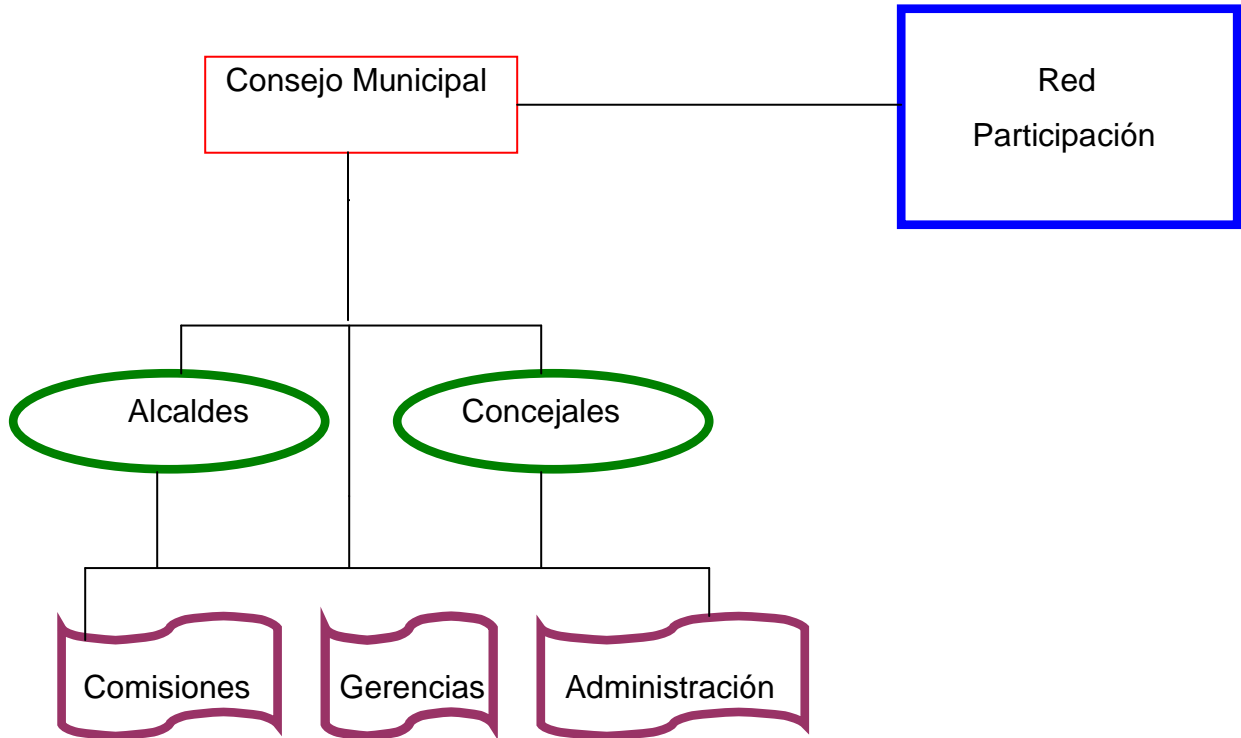 Consejo Municipal
Red
Participación
Alcaldes
Concejales
Comisiones
Gerencias
Administración